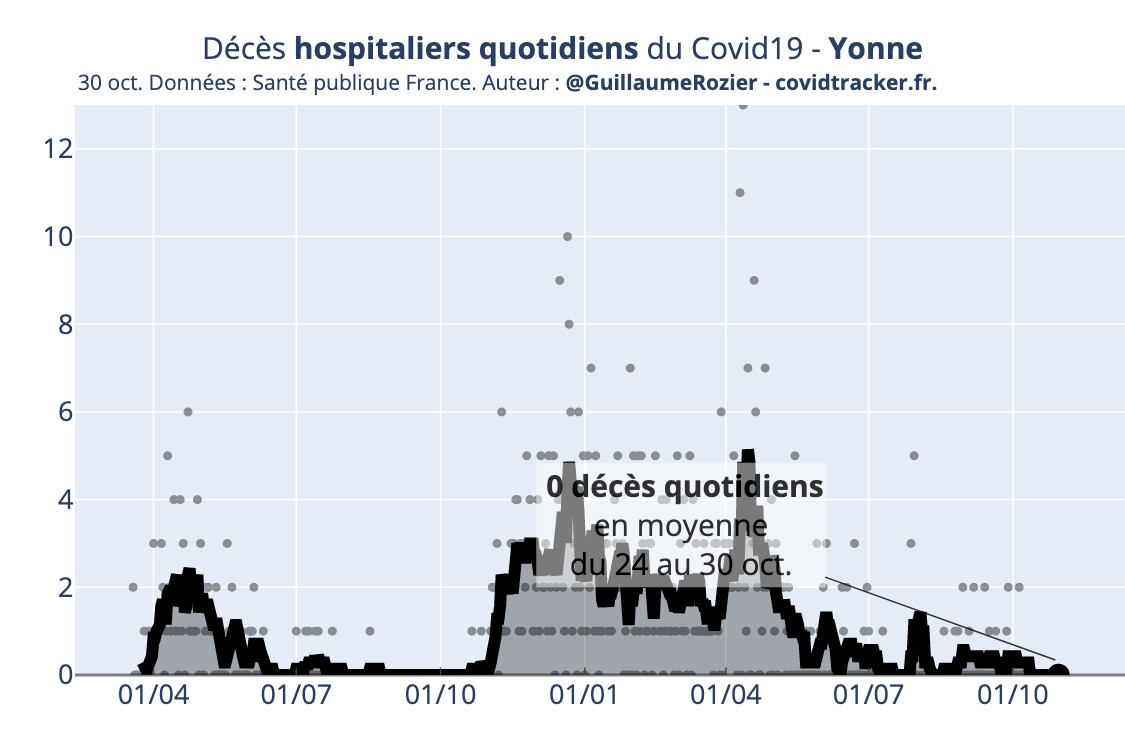 Décès hospitaliers quotidiens du Covid19 - Yonne
30 oct. Données : Santé publique France. Auteur : @GuillaumeRozier - covidtracker.fr.
12
10
8
6
4
2
0
0 décès quotidiens
en moyenne
du 24 au 30 oct.
01/04 01/07 01/10 01/01 01/04 01/07 01/10